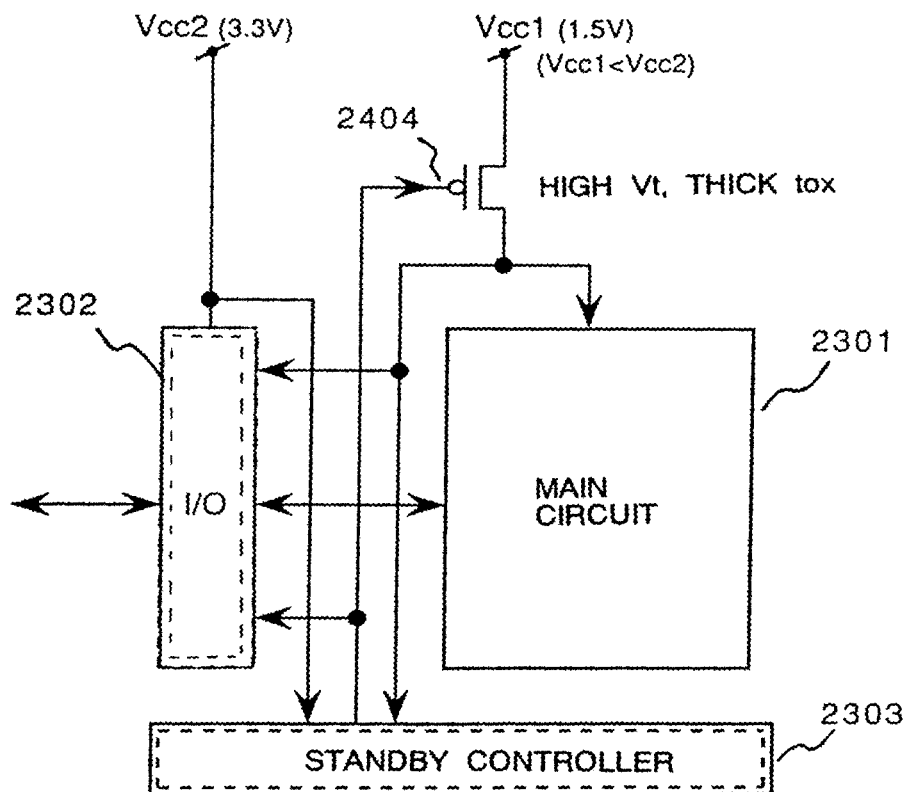 Vcc2 (3.3V)
Vcc1 (1.5V)
(Vcc1<Vcc2)
2404
HIGH Vt, THICK tox
2302
2301
I/O
MAIN
CIRCUIT
2303
STANDBY CONTROLLER